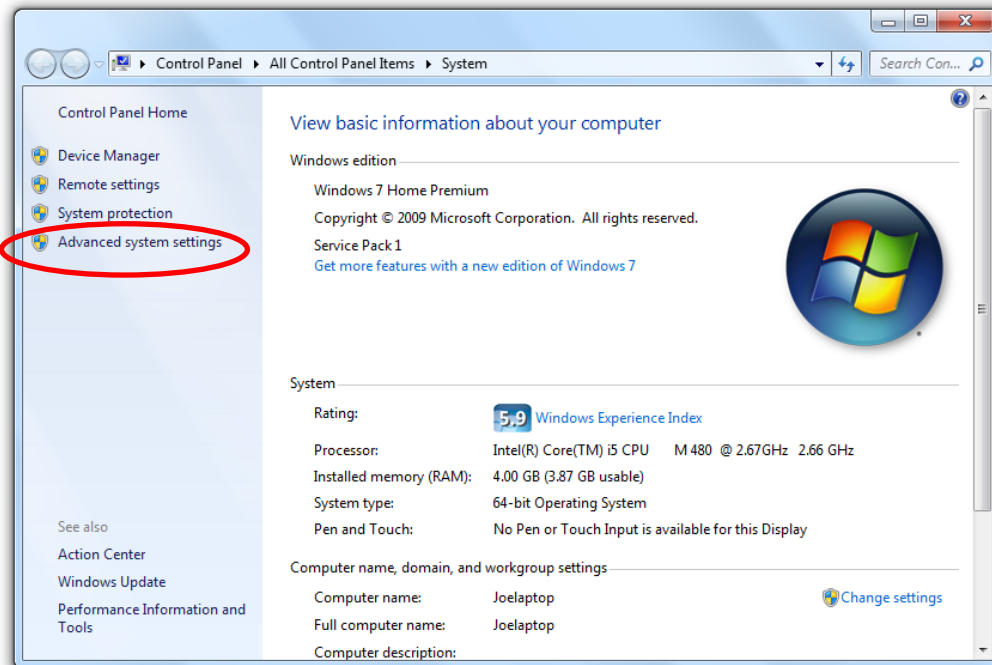 Control Panel ▸ All Control Panel Items ▸ System
Search Con...
Control Panel Home
Device Manager
Remote settings
System protection
Advanced system settings
See also
Action Center
Windows Update
Performance Information and
Tools
View basic information about your computer
Windows edition
Windows 7 Home Premium
Copyright © 2009 Microsoft Corporation.  All rights reserved.
Service Pack 1
Get more features with a new edition of Windows 7
System
Rating: 5.9 Windows Experience Index
Processor: Intel(R) Core(TM) i5 CPU M 480 @ 2.67GHz 2.66 GHz
Installed memory (RAM): 4.00 GB (3.87 GB usable)
System type: 64-bit Operating System
Pen and Touch: No Pen or Touch Input is available for this Display
Computer name, domain, and workgroup settings
Computer name: Joelaptop Change settings
Full computer name: Joelaptop
Computer description: